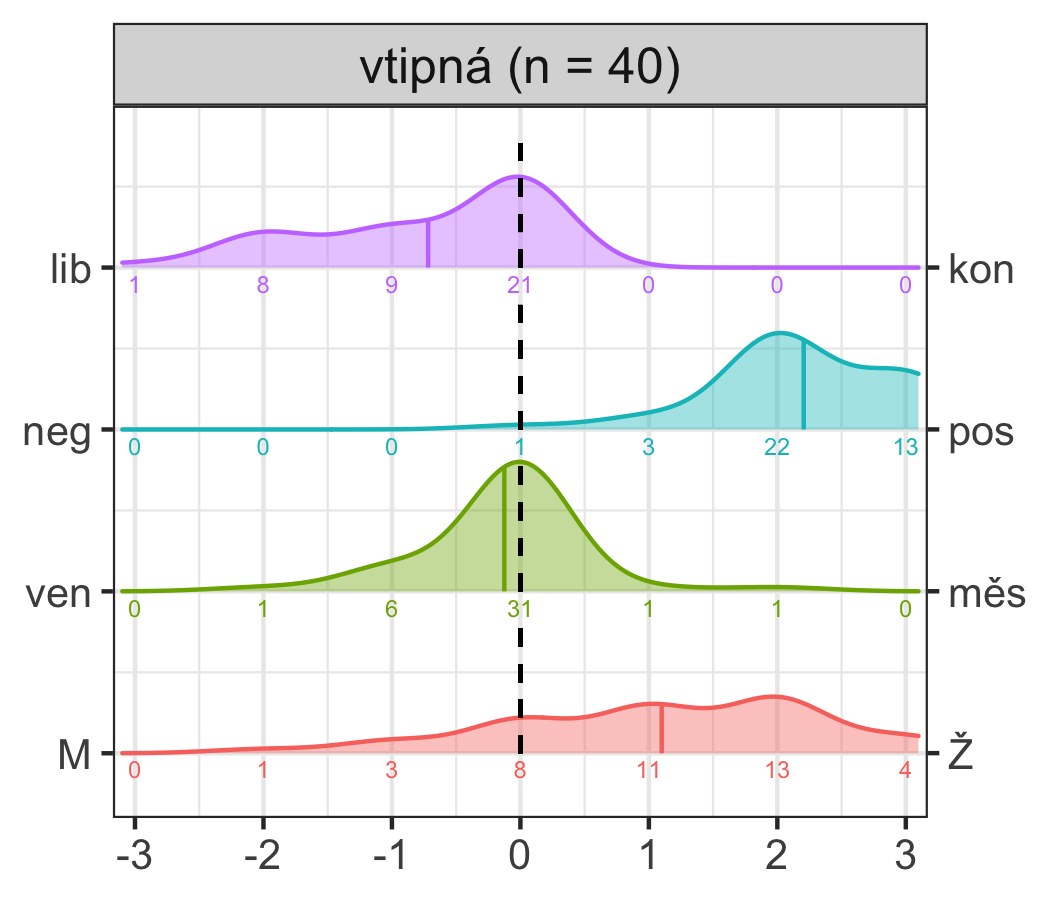 vtipná (n = 40)
lib kon
1 8 9 21 0 0 0
neg pos
0 0 0 1 3 22 13
ven měs
0 1 6 31 1 1 0
M Ž
0 1 3 8 11 13 4
-3 -2 -1 0 1 2 3